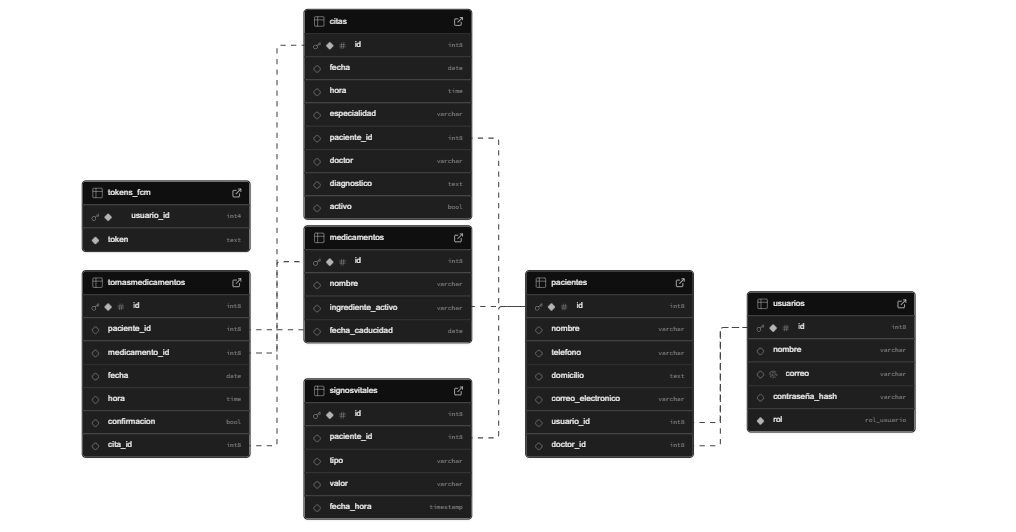 citas
id int8
fecha date
hora time
especialidad varchar
paciente_id int8
doctor varchar
diagnostico text
activo bool
tokens_fcm
usuario_id int4
token text
medicamentos
id int8
nombre varchar
ingrediente_activo varchar
fecha_caducidad date
tomasmedicamentos
id int8
paciente_id int8
medicamento_id int8
fecha date
hora time
confirmacion bool
cita_id int8
signosvitales
id int8
paciente_id int8
tipo varchar
valor varchar
fecha_hora timestamp
pacientes
id int8
nombre varchar
telefono varchar
domicilio text
correo_electronico varchar
usuario_id int8
doctor_id int8
usuarios
id int8
nombre varchar
correo varchar
contraseña_hash varchar
rol rol_usuario